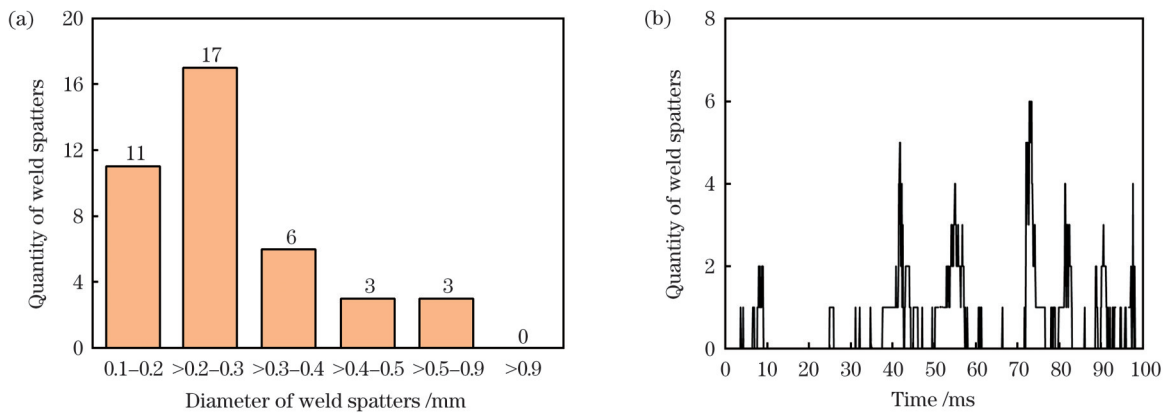 (a)
Quantity of weld spatters
20
16
12
8
4
0
11
17
6
3
3
0
0.1–0.2 >0.2–0.3 >0.3–0.4 >0.4–0.5 >0.5–0.9 >0.9
Diameter of weld spatters /mm
(b)
Quantity of weld spatters
8
6
4
2
0
0 10 20 30 40 50 60 70 80 90 100
Time /ms